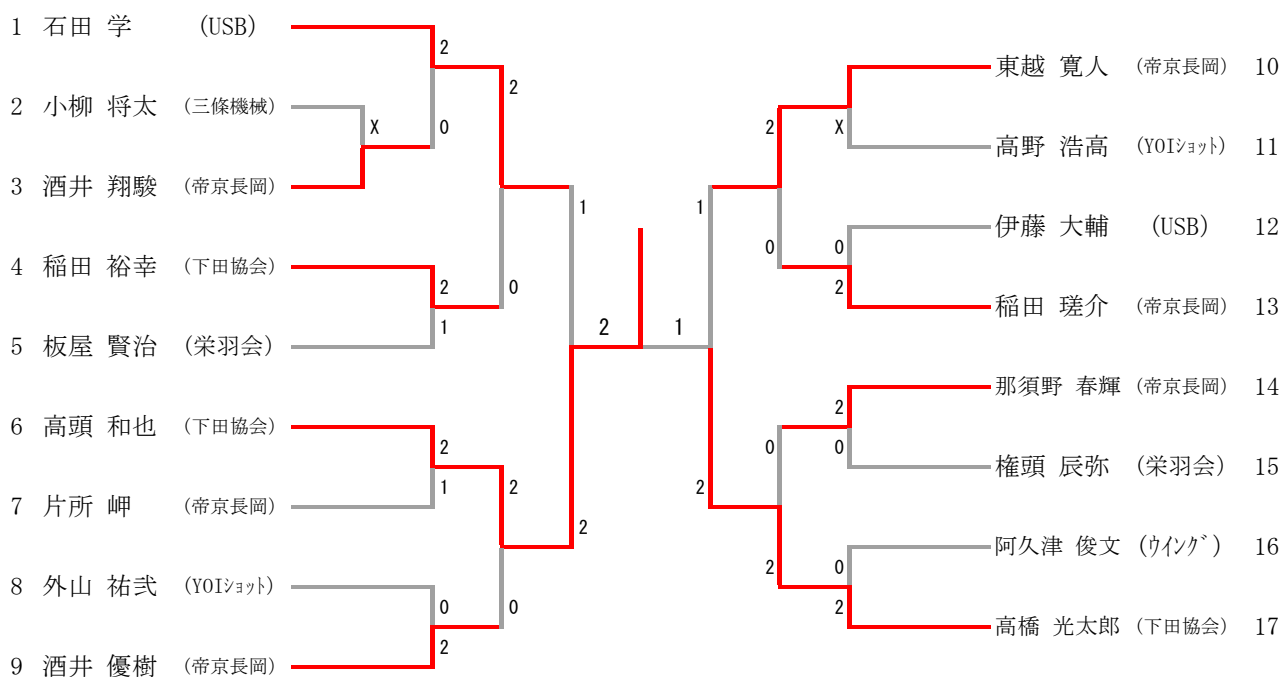 1 石田 学 (USB)
2 小柳 将太 (三條機械)
3 酒井 翔駿 (帝京長岡)
4 稲田 裕幸 (下田協会)
5 板屋 賢治 (栄羽会)
6 高頭 和也 (下田協会)
7 片所 岬 (帝京長岡)
8 外山 祐弐 (YOIショット)
9 酒井 優樹 (帝京長岡)
2
X
0
2
2
1
0
1
2
1
2
0
2
0
2
2
1
1
2
2
X
0
0
2
0
2
0
2
0
2
東越 寛人 (帝京長岡) 10
高野 浩高 (YOIショット) 11
伊藤 大輔 (USB) 12
稲田 瑳介 (帝京長岡) 13
那須野 春輝 (帝京長岡) 14
権頭 辰弥 (栄羽会) 15
阿久津 俊文 (ウイング) 16
高橋 光太郎 (下田協会) 17